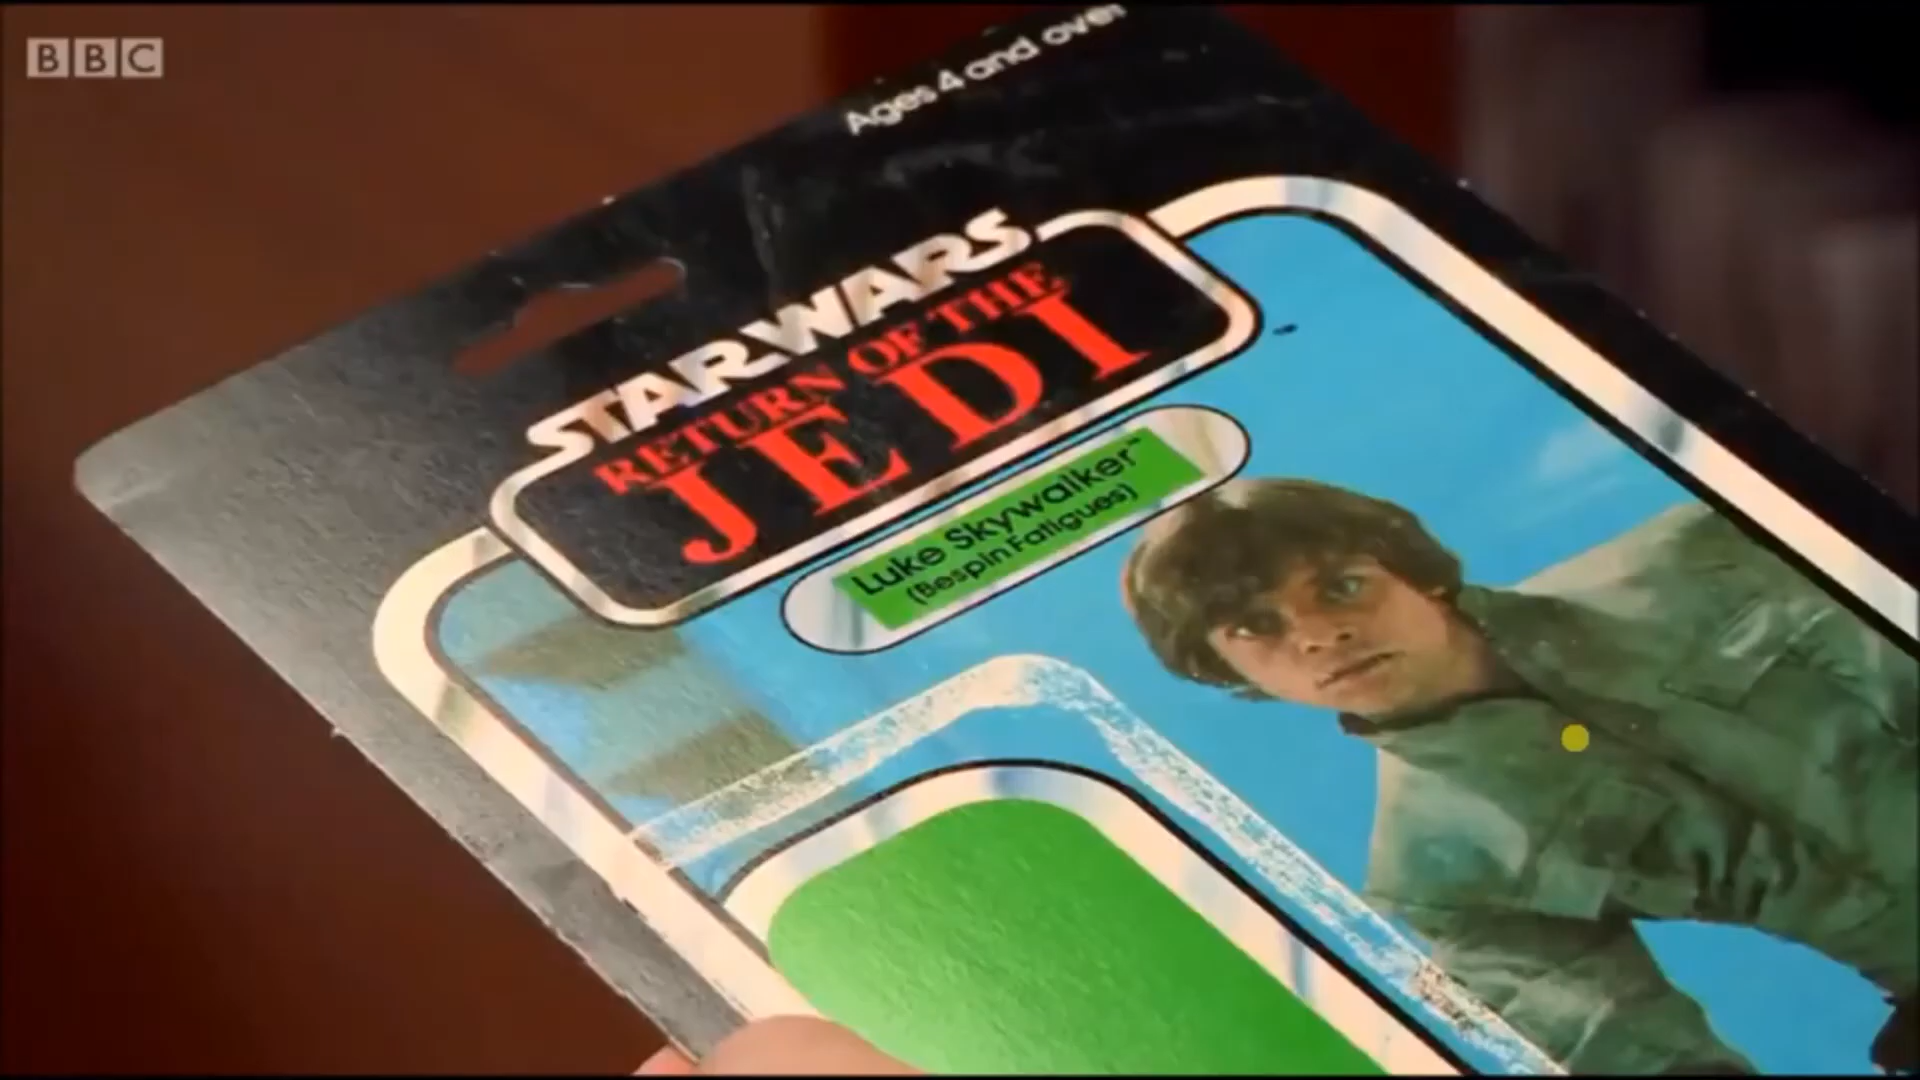 BBC
Ages 4 and over
STAR WARS
RETURN OF THE
JEDI
Luke Skywalker™
(Bespin Fatigues)